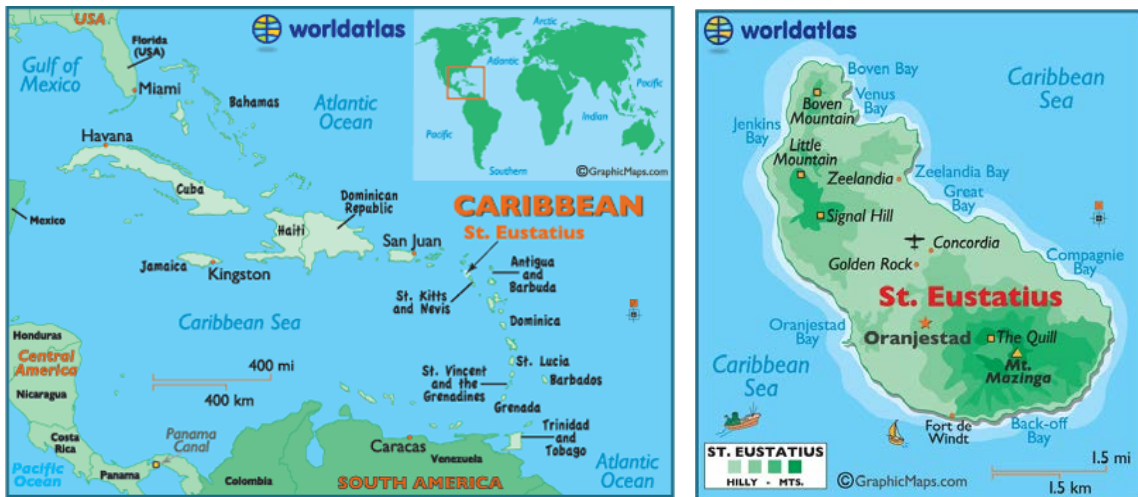 worldatlas
USA
Florida
(USA)
Gulf of
Mexico
Miami
Bahamas
Atlantic
Ocean
Havana
Cuba
Mexico
Dominican
Republic
Haiti
San Juan
Jamaica
Kingston
CARIBBEAN
St. Eustatius
Antigua
and
Barbuda
St. Kitts
and Nevis
Caribbean Sea
Dominica
Honduras
Central
America
Nicaragua
400 mi
400 km
St. Lucia
St. Vincent
and the
Grenadines
Barbados
Grenada
Costa
Rica
Panama
Canal
Pacific
Ocean
Panama
Colombia
Caracas
Venezuela
SOUTH AMERICA
Trinidad
and
Tobago
Atlantic
Ocean
Arctic
Atlantic
Pacific
Pacific
Indian
Southern
©GraphicMaps.com
worldatlas
Boven Bay
Caribbean
Sea
Venus
Bay
Boven
Mountain
Jenkins
Bay
Little
Mountain
Zeelandia
Zeelandia Bay
Great
Bay
Signal Hill
Concordia
Golden Rock
Compagnie
Bay
St. Eustatius
Oranjestad
Bay
Oranjestad
The Quill
Mt.
Mazinga
Caribbean
Sea
Fort de
Windt
Back-off
Bay
ST. EUSTATIUS
HILLY - MTS.
©GraphicMaps.com
1.5 mi
1.5 km